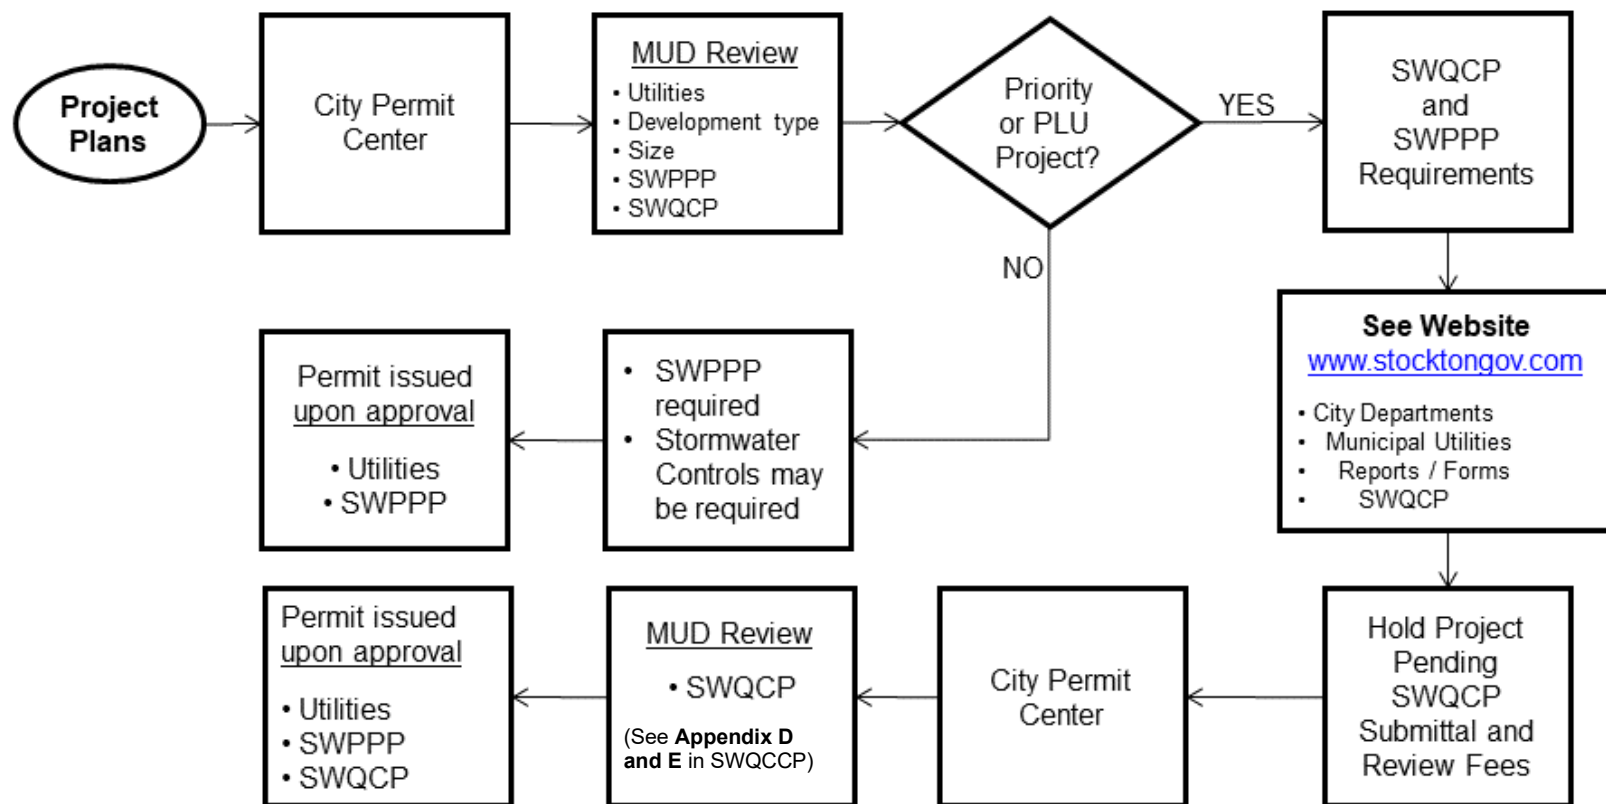 Project
Plans
City Permit
Center
MUD Review
• Utilities
• Development type
• Size
• SWPPP
• SWQCP
Priority
or PLU
Project?
YES
SWQCP
and
SWPPP
Requirements
NO
See Website
www.stocktongov.com
• City Departments
• Municipal Utilities
• Reports / Forms
• SWQCP
• SWPPP
required
• Stormwater
Controls may
be required
Permit issued
upon approval
• Utilities
• SWPPP
Hold Project
Pending
SWQCP
Submittal and
Review Fees
City Permit
Center
MUD Review
• SWQCP
(See Appendix D
and E in SWQCCP)
Permit issued
upon approval
• Utilities
• SWPPP
• SWQCP